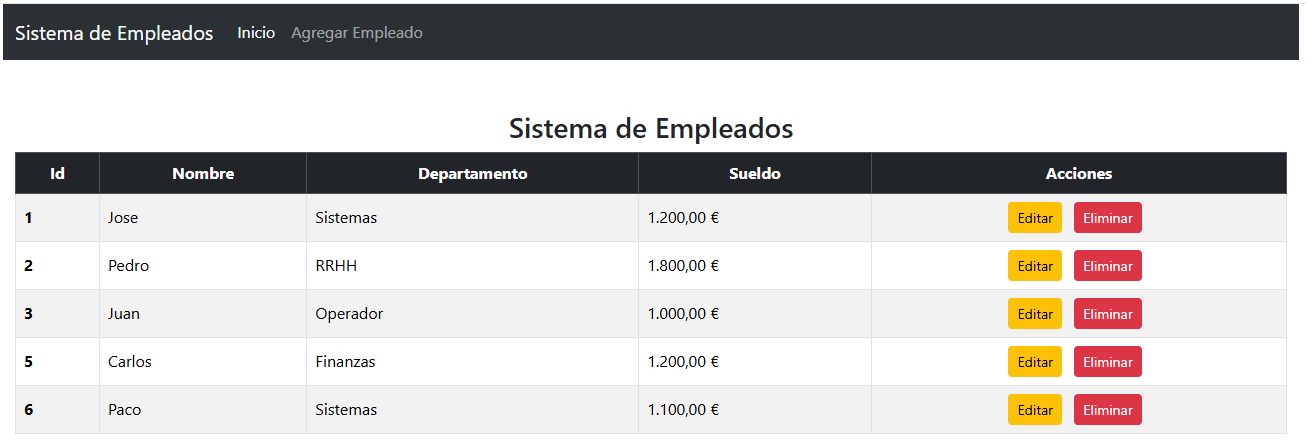 Sistema de Empleados Inicio Agregar Empleado
Sistema de Empleados
Id Nombre Departamento Sueldo Acciones
1 Jose Sistemas 1.200,00 € Editar Eliminar
2 Pedro RRHH 1.800,00 € Editar Eliminar
3 Juan Operador 1.000,00 € Editar Eliminar
5 Carlos Finanzas 1.200,00 € Editar Eliminar
6 Paco Sistemas 1.100,00 € Editar Eliminar